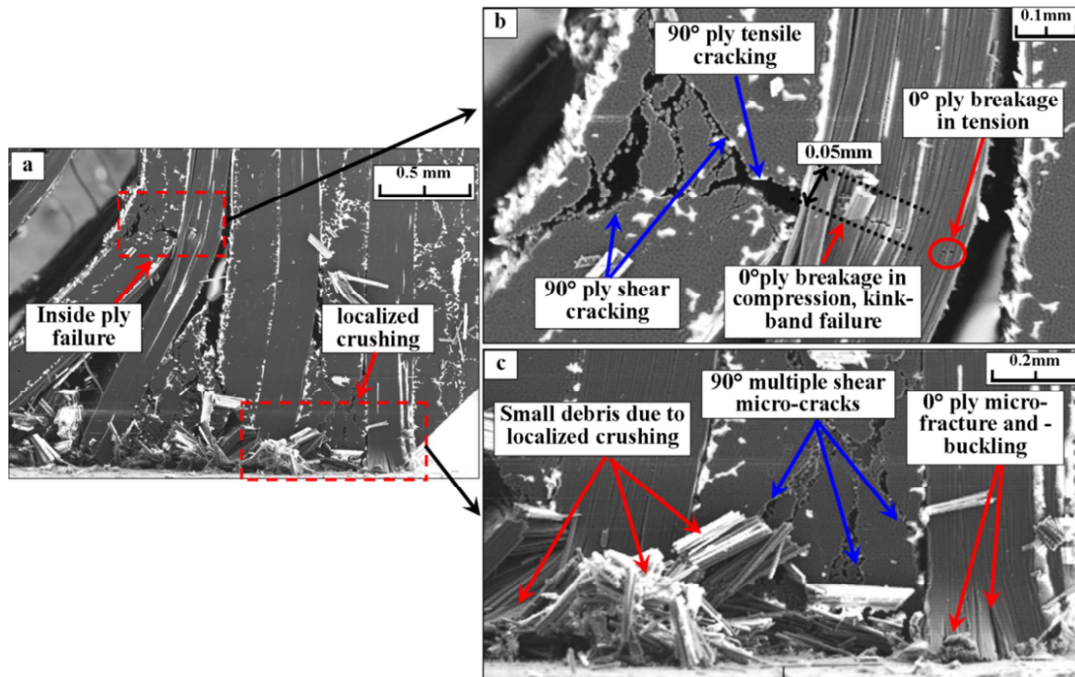 a
0.5 mm
Inside ply
failure
localized
crushing
b
0.1mm
90° ply tensile
cracking
0° ply breakage
in tension
0.05mm
90° ply shear
cracking
0°ply breakage in
compression, kink-
band failure
c
0.2mm
Small debris due to
localized crushing
90° multiple shear
micro-cracks
0° ply micro-
fracture and -
buckling